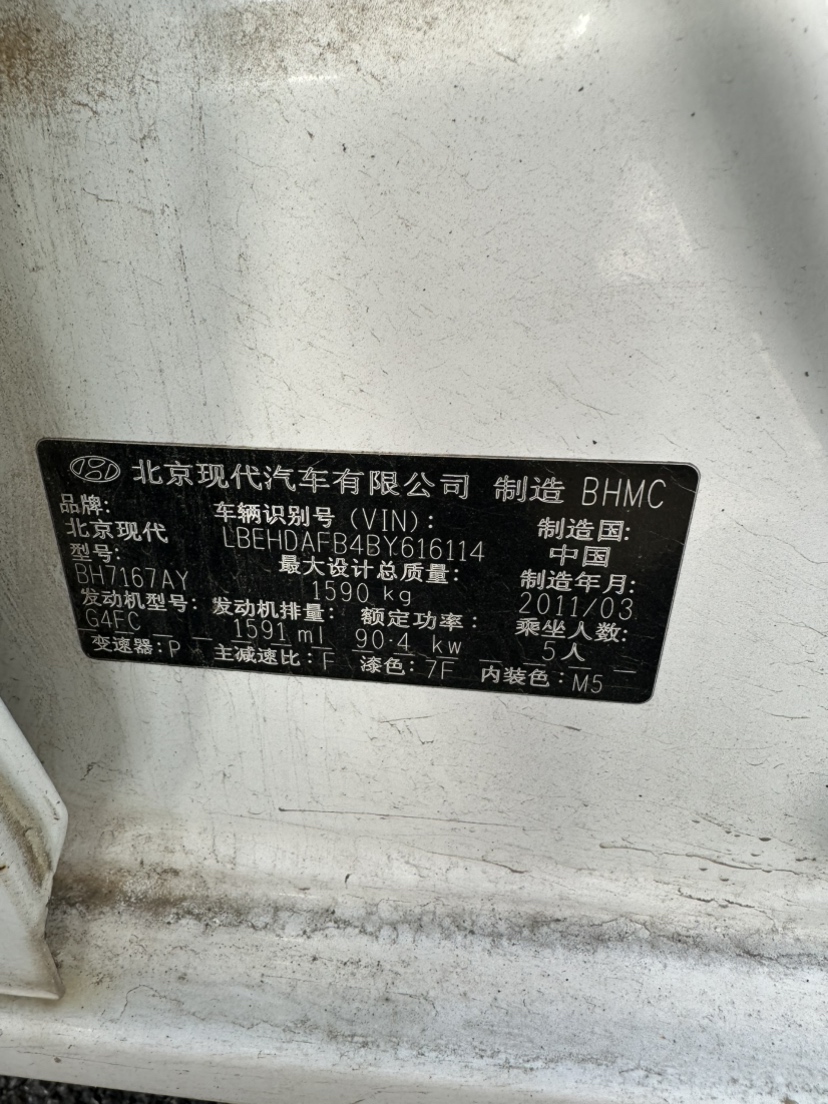 北京现代汽车有限公司 制造 BHMC
品牌: 车辆识别号 (VIN): 制造国:
北京现代 LBEHDAFB4BY616114 中国
型号: 最大设计总质量: 制造年月:
BH7167AY 1590 kg 2011/03
发动机型号: 发动机排量: 额定功率: 乘坐人数:
G4FC 1591 ml 90.4 kw 5人
变速器:P 主减速比:F 漆色:7F 内装色:M5